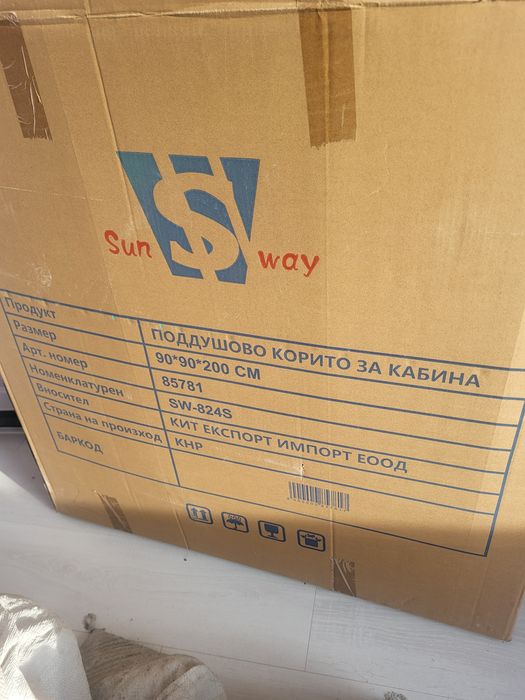 Sun way
Продукт ПОДДУШОВО КОРИТО ЗА КАБИНА
Размер 90*90*200 СМ
Арт. номер 85781
Номенклатурен SW-824S
Вносител КИТ ЕКСПОРТ ИМПОРТ ЕООД
Страна на произход КНР
БАРКОД